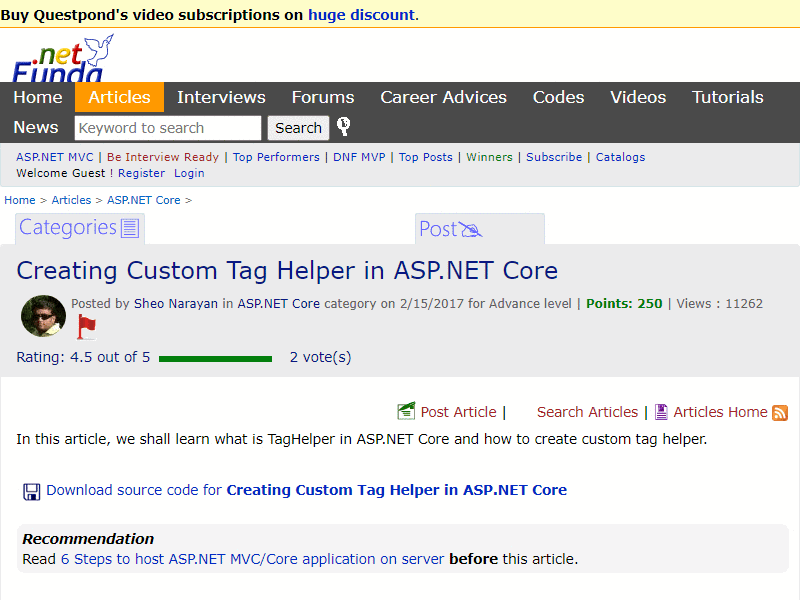 Buy Questpond's video subscriptions on huge discount.
.net
Funda
Home Articles Interviews Forums Career Advices Codes Videos Tutorials
News Keyword to search Search
ASP.NET MVC | Be Interview Ready | Top Performers | DNF MVP | Top Posts | Winners | Subscribe | Catalogs
Welcome Guest ! Register Login
Home > Articles > ASP.NET Core >
Categories Post
Creating Custom Tag Helper in ASP.NET Core
Posted by Sheo Narayan in ASP.NET Core category on 2/15/2017 for Advance level | Points: 250 | Views : 11262
Rating: 4.5 out of 5 2 vote(s)
Post Article | Search Articles | Articles Home
In this article, we shall learn what is TagHelper in ASP.NET Core and how to create custom tag helper.
Download source code for Creating Custom Tag Helper in ASP.NET Core
Recommendation
Read 6 Steps to host ASP.NET MVC/Core application on server before this article.